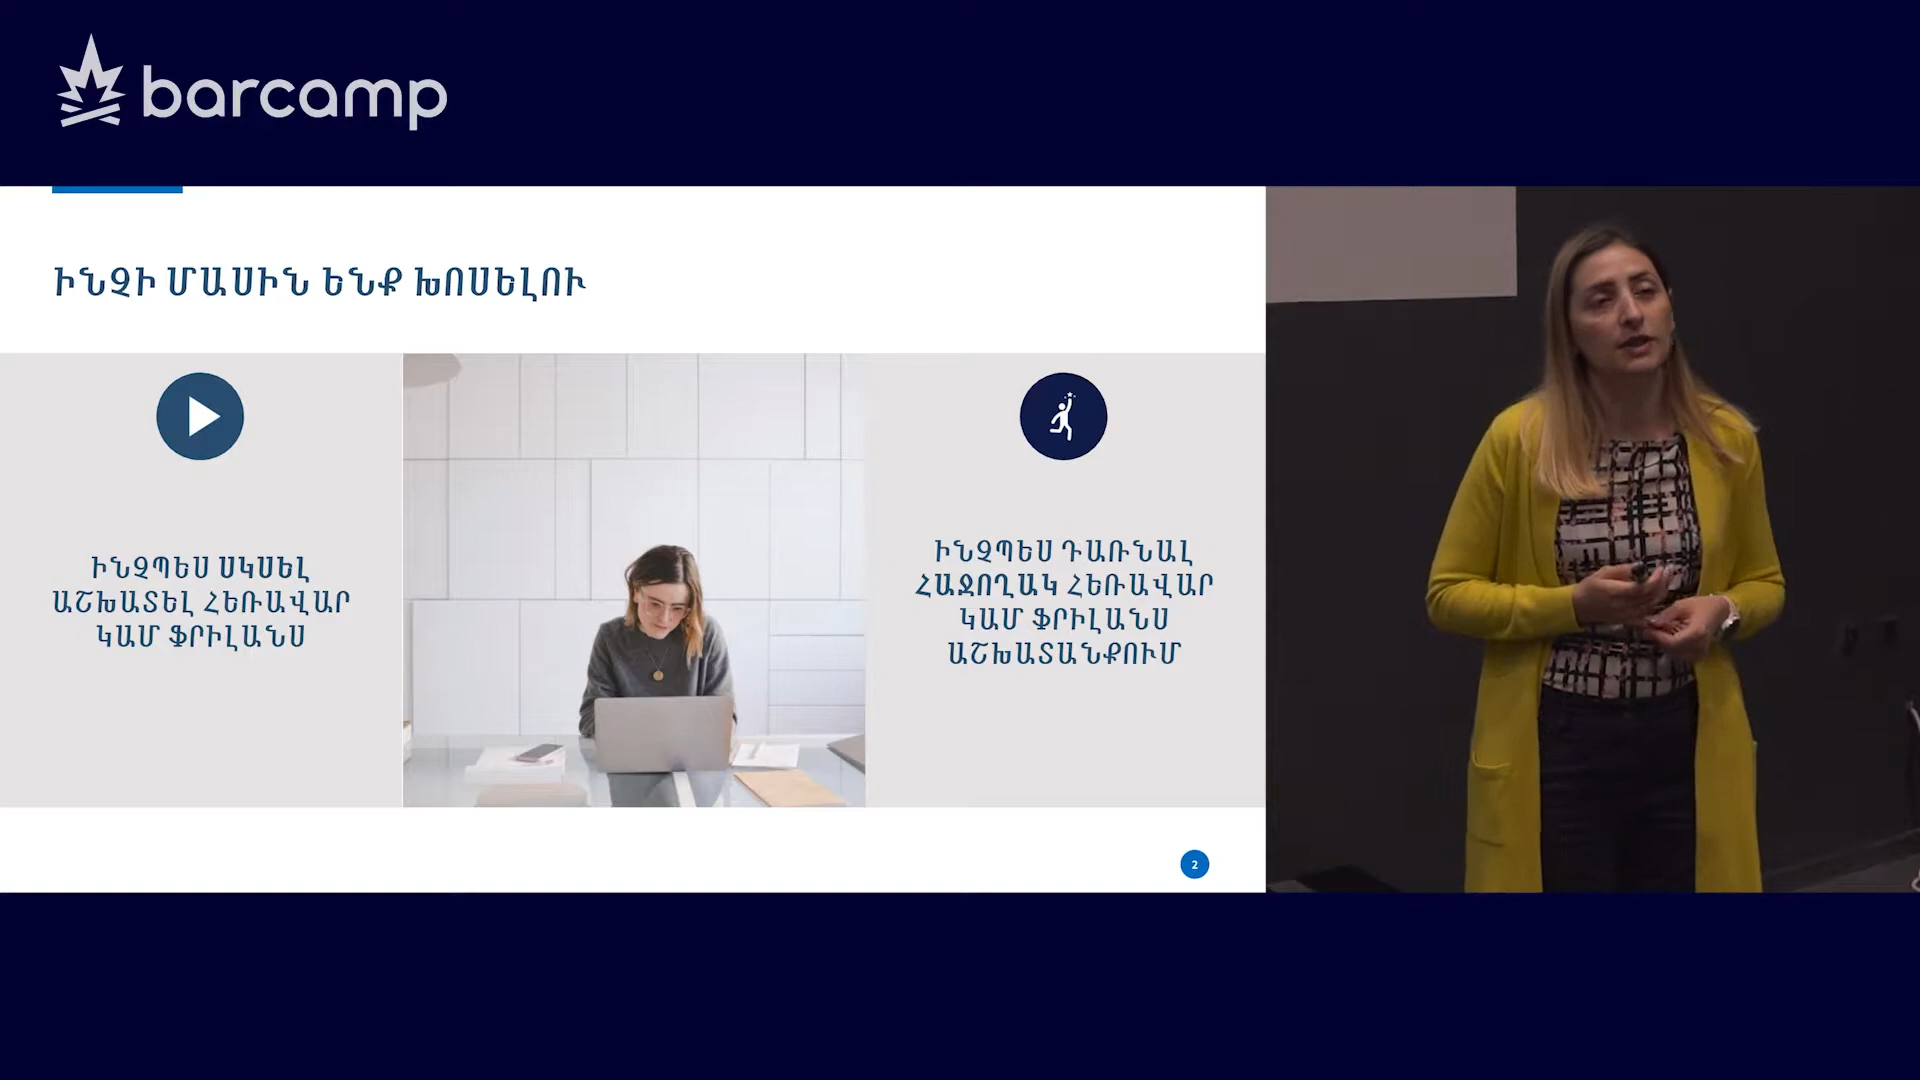 barcamp
ԻՆՉԻ ՄԱՍԻՆ ԵՆՔ ԽՈՍԵԼՈՒ
ԻՆՉՊԵՍ ՍԿՍԵԼ
ԱՇԽԱՏԵԼ ՀԵՌԱՎԱՐ
ԿԱՄ ՖՐԻԼԱՆՍ
ԻՆՉՊԵՍ ԴԱՌՆԱԼ
ՀԱՋՈՂԱԿ ՀԵՌԱՎԱՐ
ԿԱՄ ՖՐԻԼԱՆՍ
ԱՇԽԱՏԱՆՔՈՒՄ
2